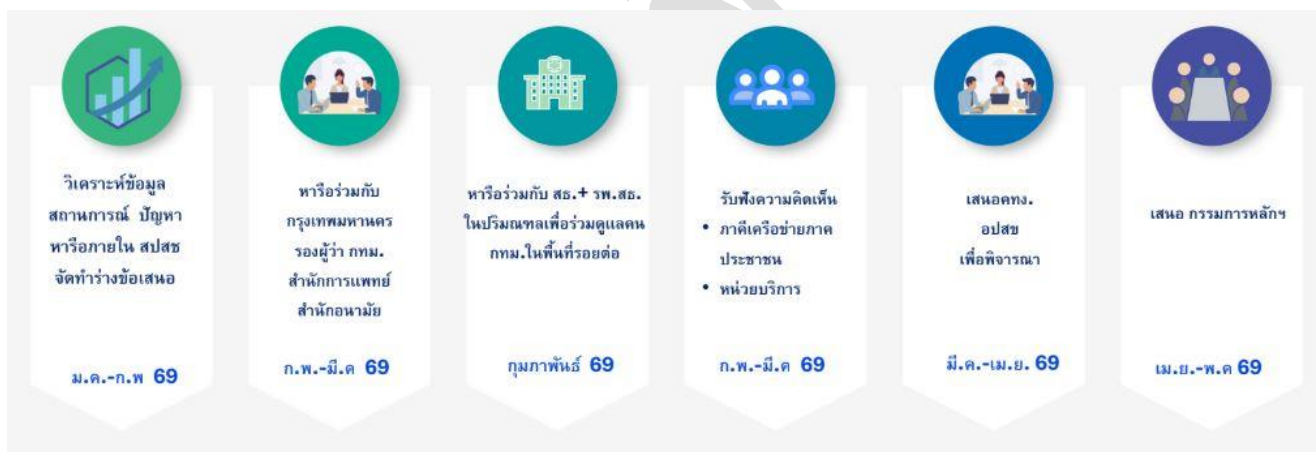 วิเคราะห์ข้อมูล
สถานการณ์ ปัญหา
หารือภายใน สปสช
จัดทำร่างข้อเสนอ
ม.ค.-ก.พ 69
หารือร่วมกับ
กรุงเทพมหานคร
รองผู้ว่า กทม.
สำนักการแพทย์
สำนักอนามัย
ก.พ.-มี.ค 69
หารือร่วมกับ สธ.+ รพ.สธ.
ในปริมณฑลเพื่อร่วมดูแลคน
กทม.ในพื้นที่รอยต่อ
กุมภาพันธ์ 69
รับฟังความคิดเห็น
• ภาคีเครือข่ายภาค
ประชาชน
• หน่วยบริการ
ก.พ.-มี.ค 69
เสนอคทง.
อปสข
เพื่อพิจารณา
มี.ค.-เม.ย. 69
เสนอ กรรมการหลักฯ
เม.ย.-พ.ค 69